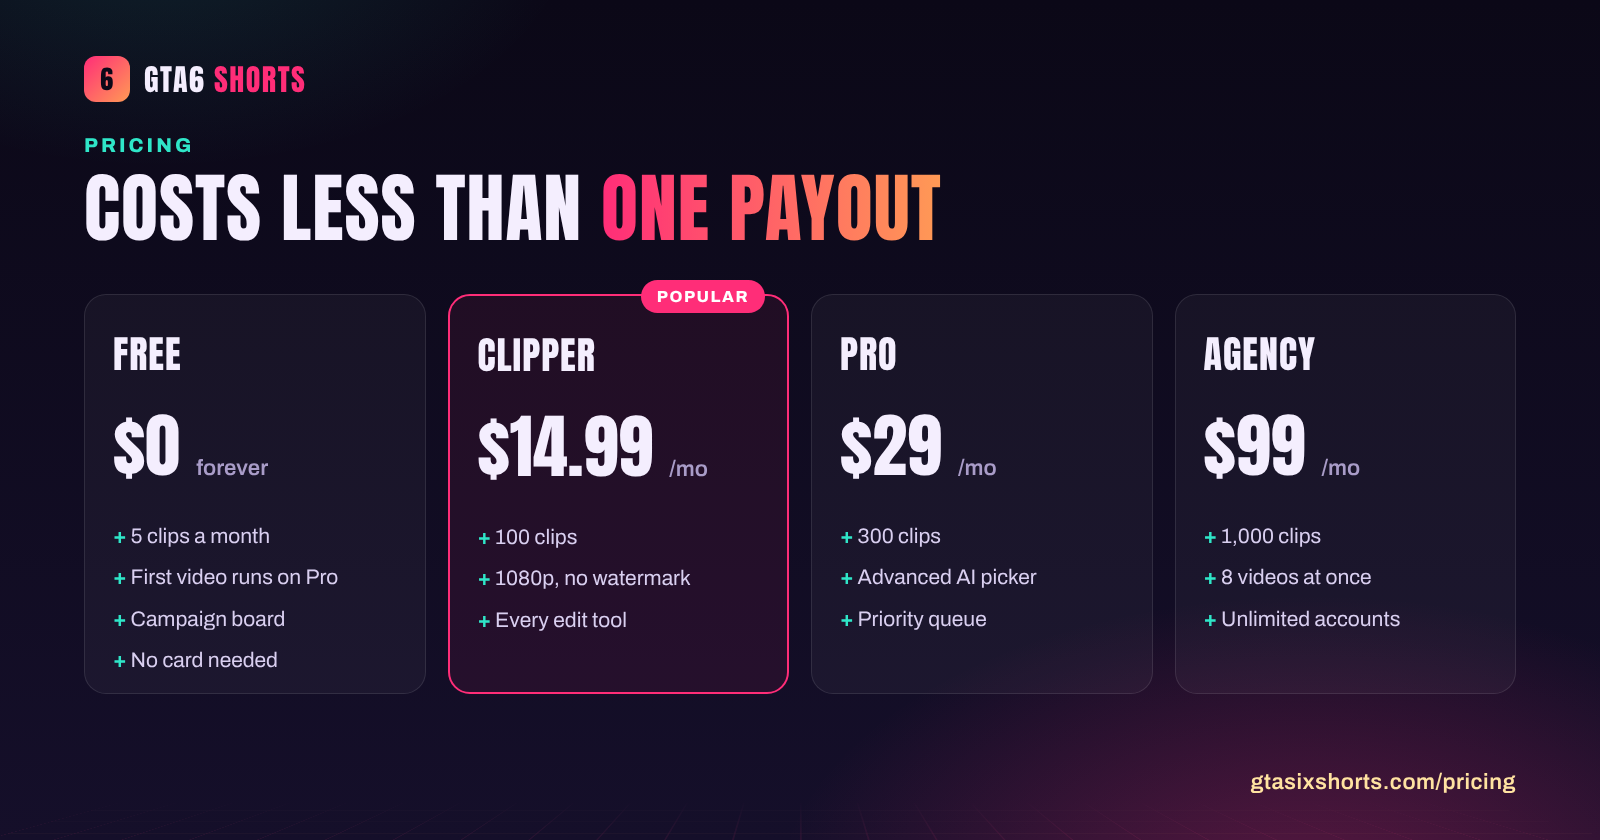 6 GTA6 SHORTS
PRICING
COSTS LESS THAN ONE PAYOUT
FREE
$0 forever
+ 5 clips a month
+ First video runs on Pro
+ Campaign board
+ No card needed
POPULAR
CLIPPER
$14.99 /mo
+ 100 clips
+ 1080p, no watermark
+ Every edit tool
PRO
$29 /mo
+ 300 clips
+ Advanced AI picker
+ Priority queue
AGENCY
$99 /mo
+ 1,000 clips
+ 8 videos at once
+ Unlimited accounts
gtasixshorts.com/pricing